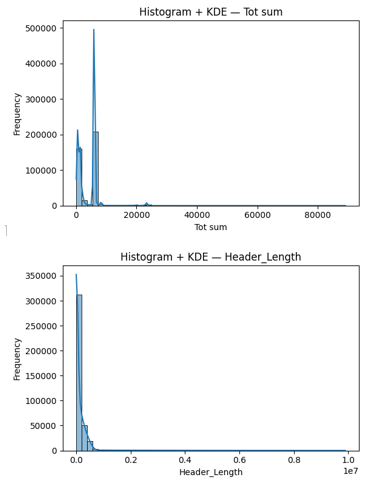 Histogram + KDE — Tot sum
500000
400000
300000
200000
100000
0
Frequency
0 20000 40000 60000 80000
Tot sum
Histogram + KDE — Header_Length
350000
300000
250000
200000
150000
100000
50000
0
Frequency
0.0 0.2 0.4 0.6 0.8 1.0
1e7
Header_Length